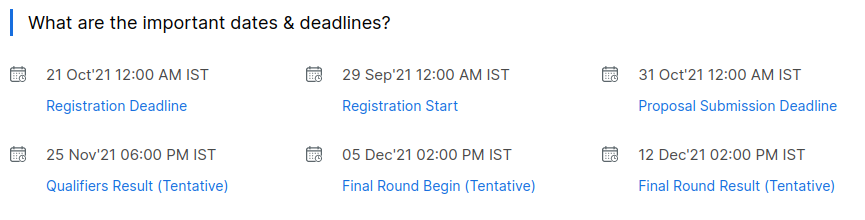 What are the important dates & deadlines?
21 Oct'21 12:00 AM IST
Registration Deadline
29 Sep'21 12:00 AM IST
Registration Start
31 Oct'21 12:00 AM IST
Proposal Submission Deadline
25 Nov'21 06:00 PM IST
Qualifiers Result (Tentative)
05 Dec'21 02:00 PM IST
Final Round Begin (Tentative)
12 Dec'21 02:00 PM IST
Final Round Result (Tentative)